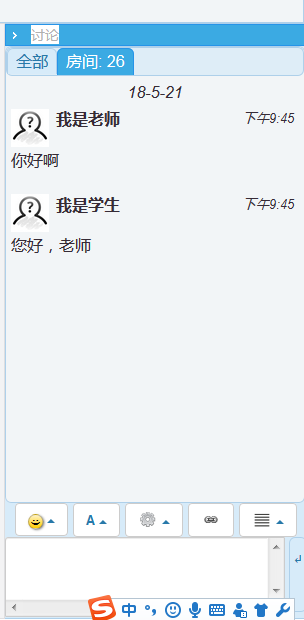 讨论
全部 房间: 26
18-5-21
我是老师 下午9:45
你好啊
我是学生 下午9:45
您好，老师
A
S 中